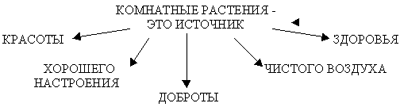 КОМНАТНЫЕ РАСТЕНИЯ -
ЭТО ИСТОЧНИК
КРАСОТЫ
ЗДОРОВЬЯ
ХОРОШЕГО
НАСТРОЕНИЯ
ЧИСТОГО ВОЗДУХА
ДОБРОТЫ